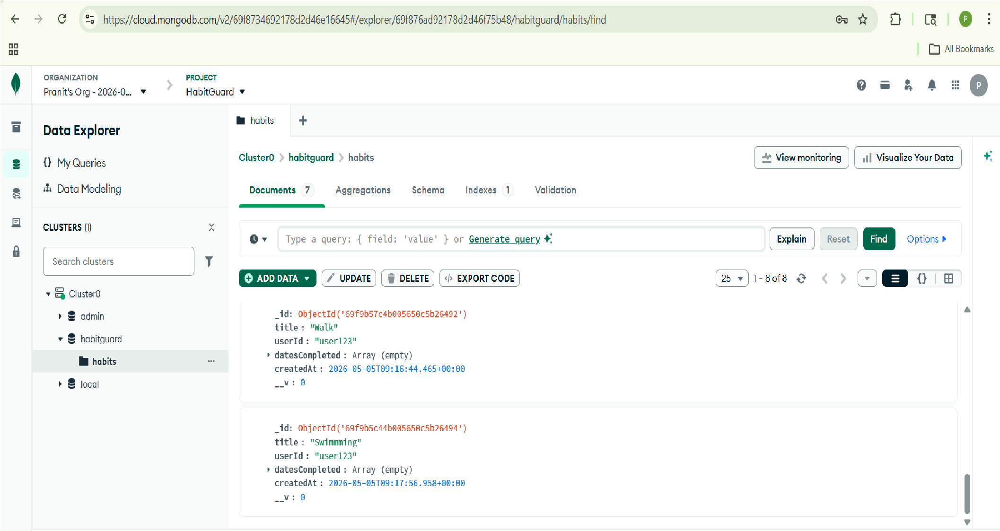 https://cloud.mongodb.com/v2/69f8734692178d2d46e16645#/explorer/69f876ad92178d2d46f75b48/habitguard/habits/find
P
All Bookmarks
ORGANIZATION
Pranit's Org - 2026-0...
PROJECT
HabitGuard
P
Data Explorer
My Queries
Data Modeling
CLUSTERS (1)
Search clusters
Cluster0
admin
habitguard
habits
local
habits
Cluster0 > habitguard > habits
View monitoring
Visualize Your Data
Documents 7
Aggregations
Schema
Indexes 1
Validation
Type a query: { field: 'value' } or Generate query
Explain
Reset
Find
Options
ADD DATA
UPDATE
DELETE
EXPORT CODE
25
1 – 8 of 8
_id: ObjectId('69f9b57c4b005650c5b26492')
title : "Walk"
userId : "user123"
datesCompleted : Array (empty)
createdAt : 2026-05-05T09:16:44.465+00:00
__v : 0
_id: ObjectId('69f9b5c44b005650c5b26494')
title : "Swimmming"
userId : "user123"
datesCompleted : Array (empty)
createdAt : 2026-05-05T09:17:56.958+00:00
__v : 0